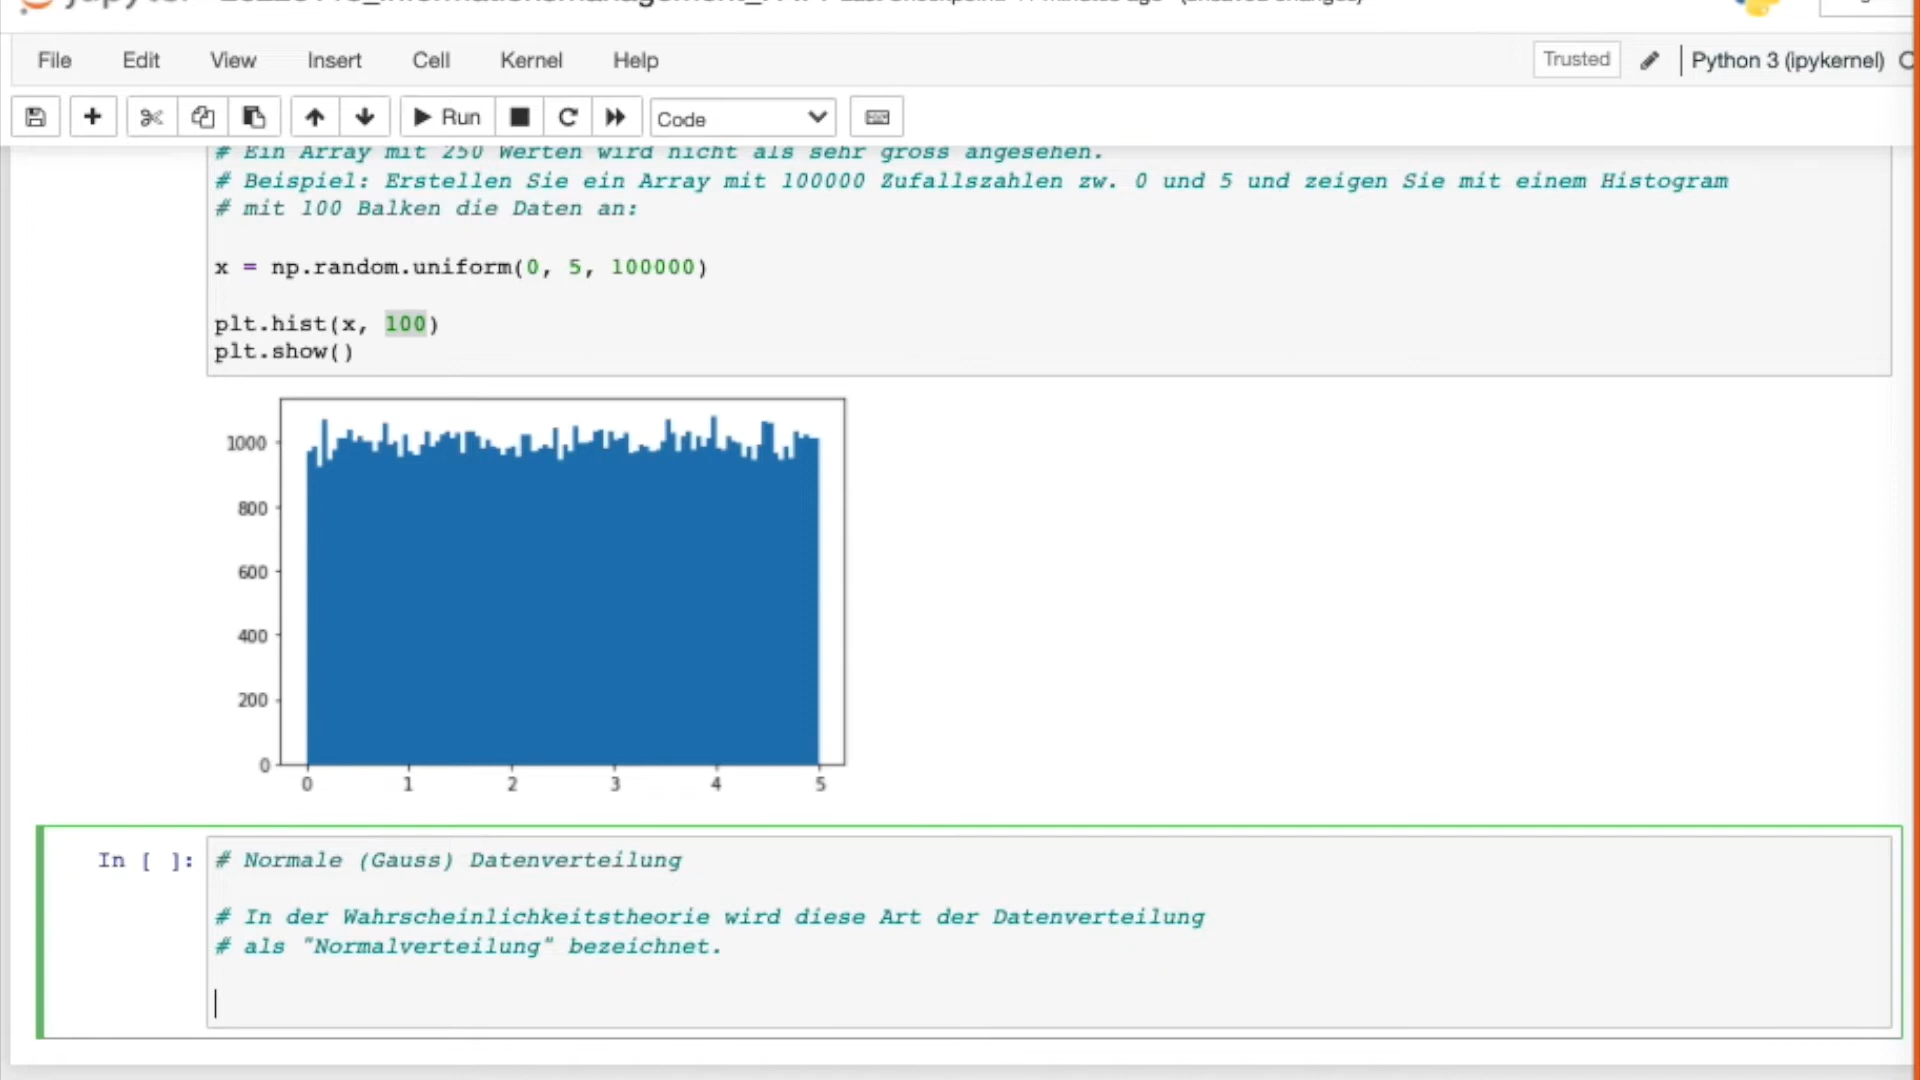 File Edit View Insert Cell Kernel Help Trusted Python 3 (ipykernel)
Run Code
# Ein Array mit 250 Werten wird nicht als sehr gross angesehen.
# Beispiel: Erstellen Sie ein Array mit 100000 Zufallszahlen zw. 0 und 5 und zeigen Sie mit einem Histogram
# mit 100 Balken die Daten an:
x = np.random.uniform(0, 5, 100000)
plt.hist(x, 100)
plt.show()
1000
800
600
400
200
0
0 1 2 3 4 5
In [ ]: # Normale (Gauss) Datenverteilung
# In der Wahrscheinlichkeitstheorie wird diese Art der Datenverteilung
# als "Normalverteilung" bezeichnet.